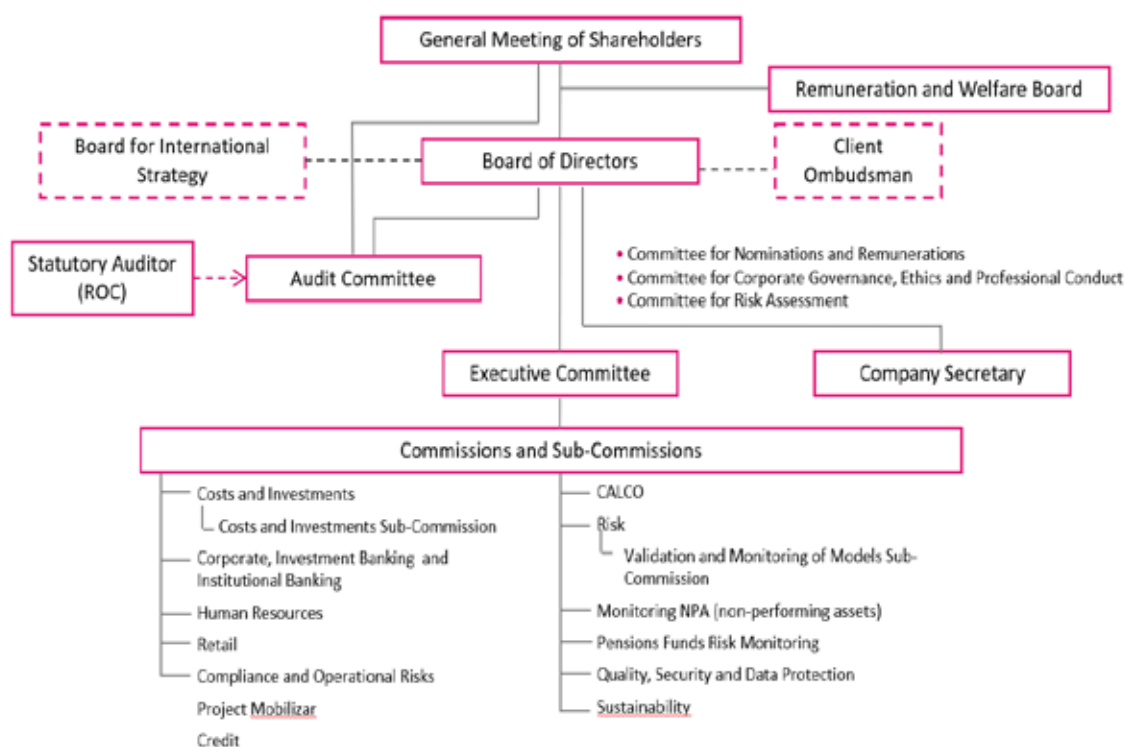 General Meeting of Shareholders
Remuneration and Welfare Board
Board for International
Strategy
Board of Directors
Client
Ombudsman
Statutory Auditor
(ROC)
Audit Committee
• Committee for Nominations and Remunerations
• Committee for Corporate Governance, Ethics and Professional Conduct
• Committee for Risk Assessment
Executive Committee
Company Secretary
Commissions and Sub-Commissions
Costs and Investments
Costs and Investments Sub-Commission
Corporate, Investment Banking and
Institutional Banking
Human Resources
Retail
Compliance and Operational Risks
Project Mobilizar
Credit
CALCO
Risk
Validation and Monitoring of Models Sub-
Commission
Monitoring NPA (non-performing assets)
Pensions Funds Risk Monitoring
Quality, Security and Data Protection
Sustainability